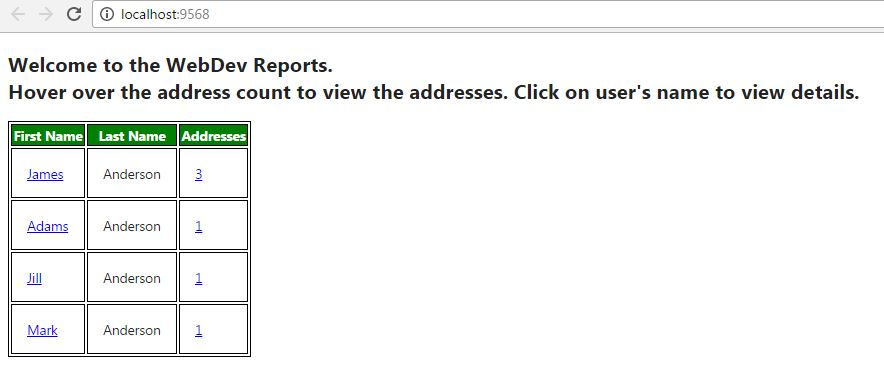 localhost:9568
Welcome to the WebDev Reports.
Hover over the address count to view the addresses. Click on user's name to view details.
First Name Last Name Addresses
James Anderson 3
Adams Anderson 1
Jill Anderson 1
Mark Anderson 1